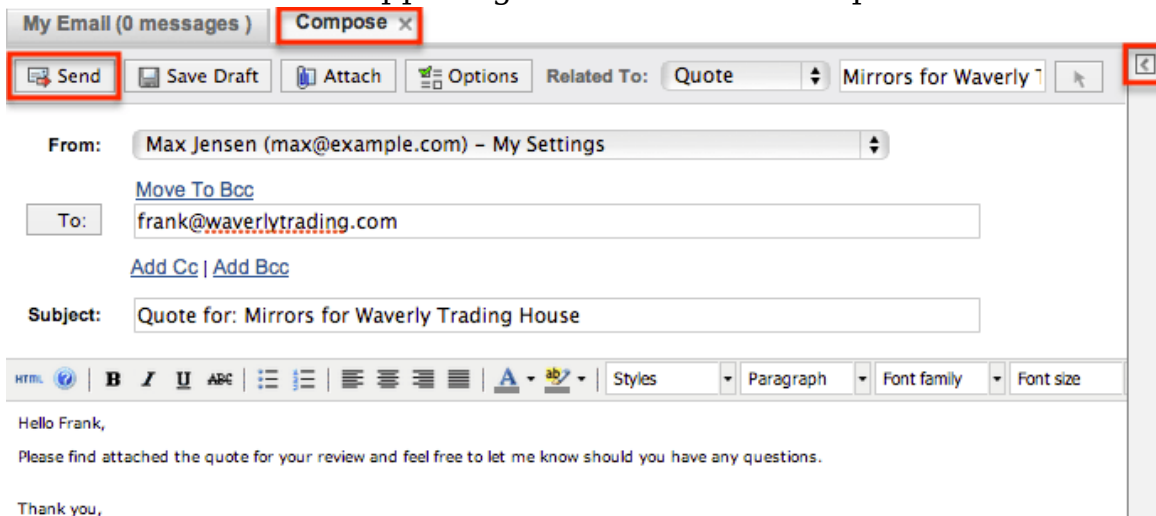 My Email (0 messages ) Compose ×
Send Save Draft Attach Options Related To: Quote Mirrors for Waverly T
From: Max Jensen (max@example.com) – My Settings
Move To Bcc
To: frank@waverlytrading.com
Add Cc | Add Bcc
Subject: Quote for: Mirrors for Waverly Trading House
HTML ? B I U ABC A ab Styles Paragraph Font family Font size
Hello Frank,
Please find attached the quote for your review and feel free to let me know should you have any questions.
Thank you,